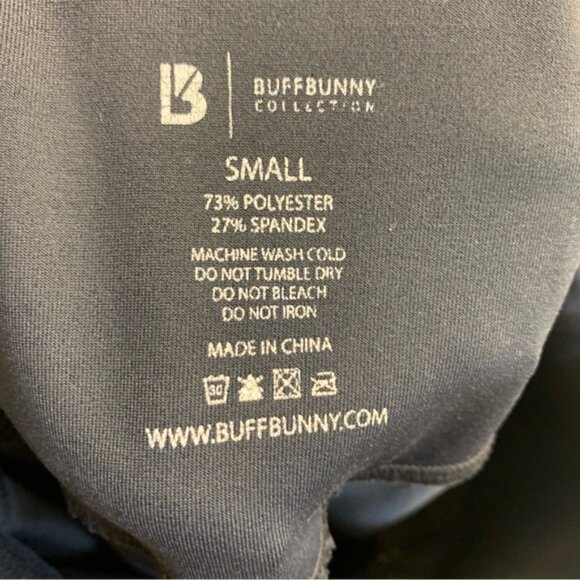 B
BUFFBUNNY
COLLECTION
SMALL
73% POLYESTER
27% SPANDEX
MACHINE WASH COLD
DO NOT TUMBLE DRY
DO NOT BLEACH
DO NOT IRON
MADE IN CHINA
30
WWW.BUFFBUNNY.COM